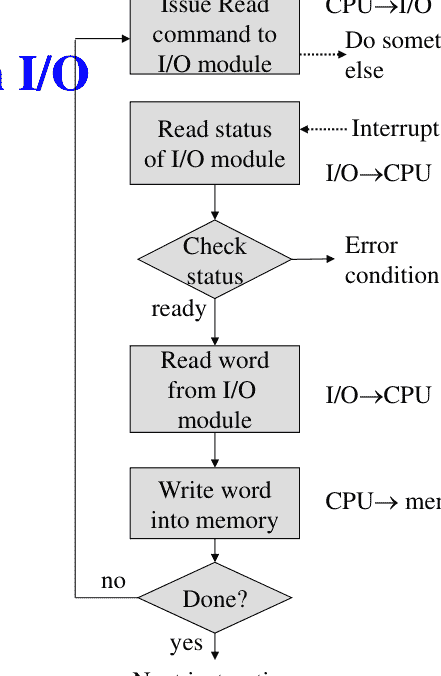 Issue Read
command to
I/O module
CPU→I/O
Do
else
I/O
Read status
of I/O module
Interrupt
I/O→CPU
Check
status
Error
condition
ready
Read word
from I/O
module
I/O→CPU
Write word
into memory
CPU→
no
Done?
yes